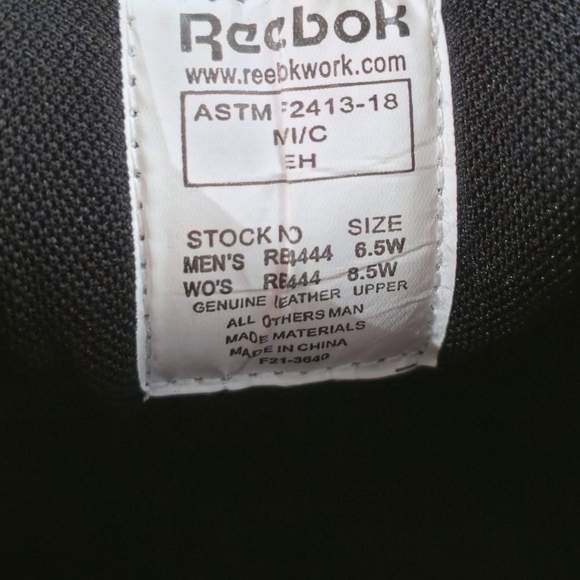 Reebok
www.reebokwork.com
ASTM F2413-18
M/I/C
EH
STOCK NO SIZE
MEN'S RB4444 6.5W
WO'S RB444 8.5W
GENUINE LEATHER UPPER
ALL OTHERS MAN
MADE MATERIALS
MADE IN CHINA
F21-3640